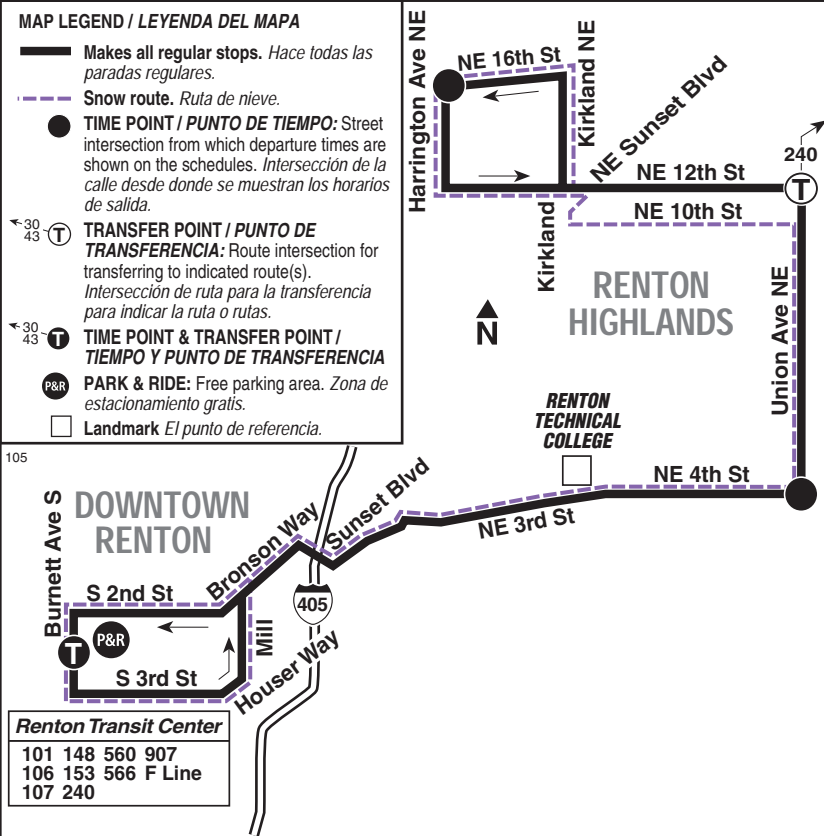 MAP LEGEND / LEYENDA DEL MAPA
Makes all regular stops. Hace todas las
paradas regulares.
Snow route. Ruta de nieve.
TIME POINT / PUNTO DE TIEMPO: Street
intersection from which departure times are
shown on the schedules. Intersección de la
calle desde donde se muestran los horarios
de salida.
30
43
T
TRANSFER POINT / PUNTO DE
TRANSFERENCIA: Route intersection for
transferring to indicated route(s).
Intersección de ruta para la transferencia
para indicar la ruta o rutas.
30
43
T
TIME POINT & TRANSFER POINT /
TIEMPO Y PUNTO DE TRANSFERENCIA
P&R
PARK & RIDE: Free parking area. Zona de
estacionamiento gratis.
Landmark El punto de referencia.
105
Harrington Ave NE
NE 16th St
Kirkland NE
NE Sunset Blvd
240
T
NE 12th St
NE 10th St
Kirkland
RENTON
HIGHLANDS
N
Union Ave NE
RENTON
TECHNICAL
COLLEGE
NE 4th St
NE 3rd St
Sunset Blvd
Bronson Way
DOWNTOWN
RENTON
Burnett Ave S
S 2nd St
405
P&R
T
Mill
S 3rd St
Houser Way
Renton Transit Center
101 148 560 907
106 153 566 F Line
107 240